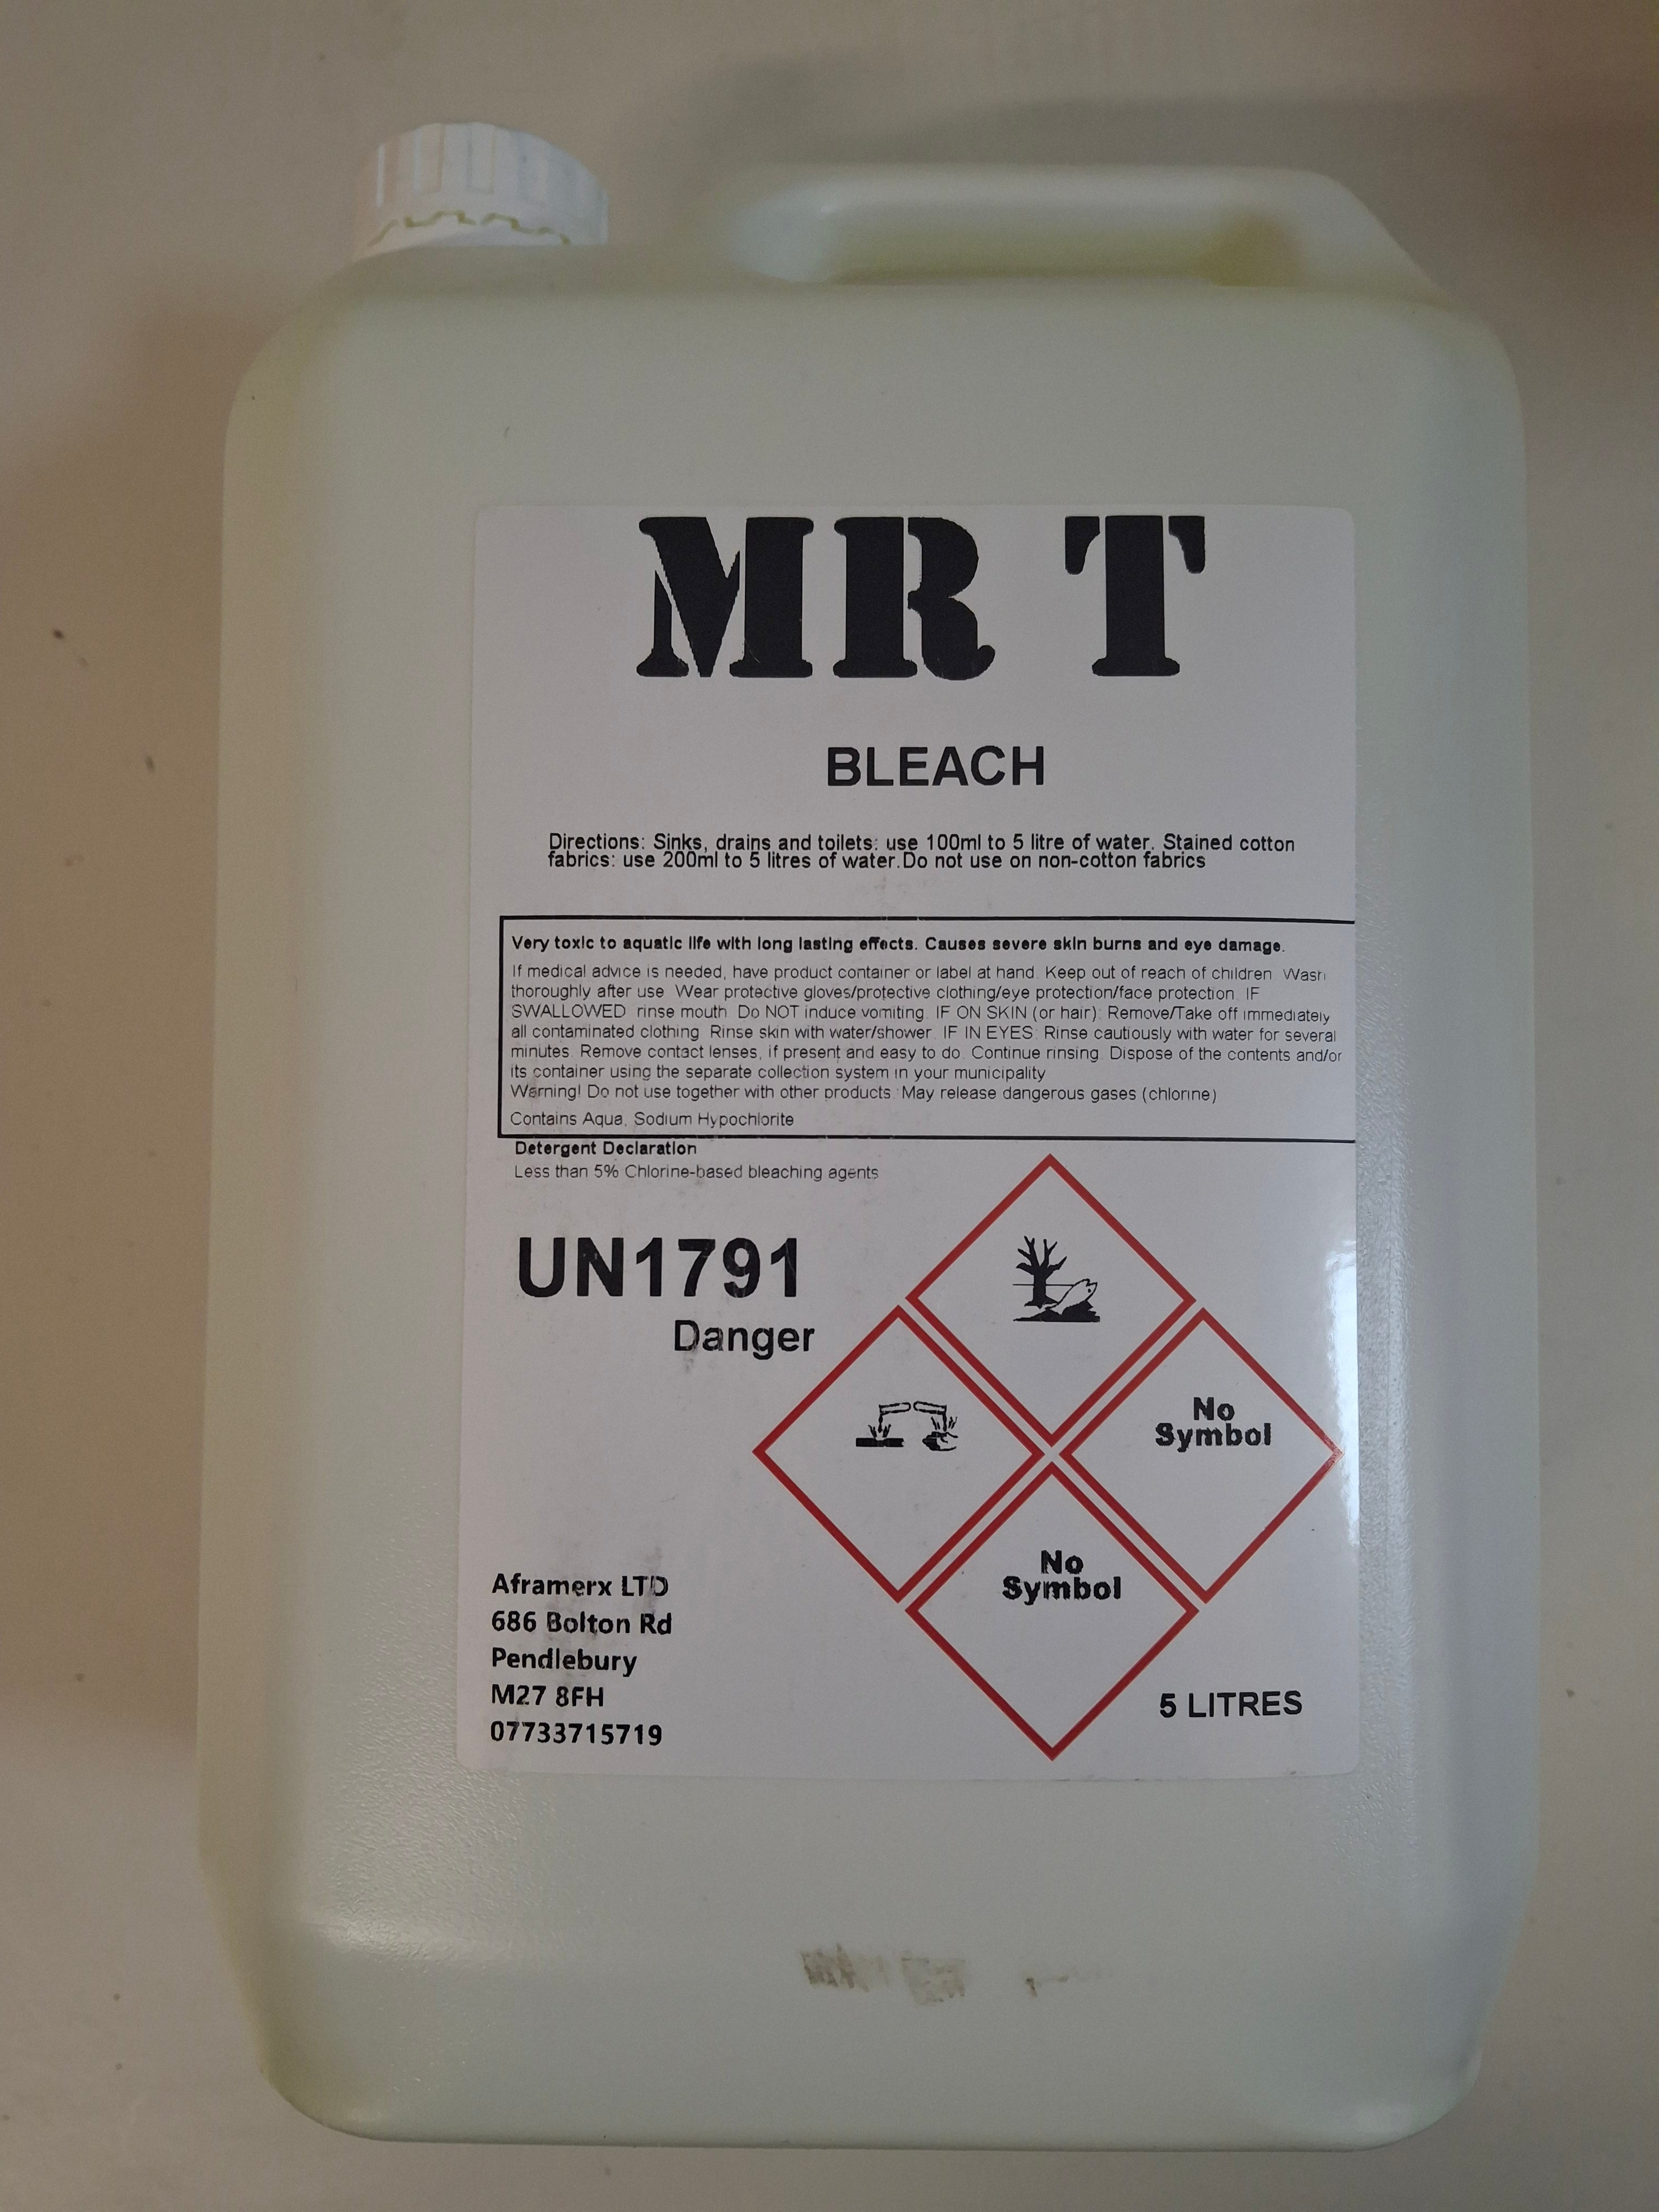 MR T
BLEACH
Directions: Sinks, drains and toilets: use 100ml to 5 litre of water. Stained cotton
fabrics: use 200ml to 5 litres of water.Do not use on non-cotton fabrics
Very toxic to aquatic life with long lasting effects. Causes severe skin burns and eye damage.
If medical advice is needed, have product container or label at hand. Keep out of reach of children. Wash
thoroughly after use. Wear protective gloves/protective clothing/eye protection/face protection. IF
SWALLOWED: rinse mouth. Do NOT induce vomiting. IF ON SKIN (or hair): Remove/Take off immediately
all contaminated clothing. Rinse skin with water/shower. IF IN EYES: Rinse cautiously with water for several
minutes. Remove contact lenses, if present and easy to do. Continue rinsing. Dispose of the contents and/or
its container using the separate collection system in your municipality
Warning! Do not use together with other products. May release dangerous gases (chlorine)
Contains Aqua, Sodium Hypochlorite
Detergent Declaration
Less than 5% Chlorine-based bleaching agents
UN1791
Danger
No
Symbol
No
Symbol
Aframerx LTD
686 Bolton Rd
Pendlebury
M27 8FH
07733715719
5 LITRES